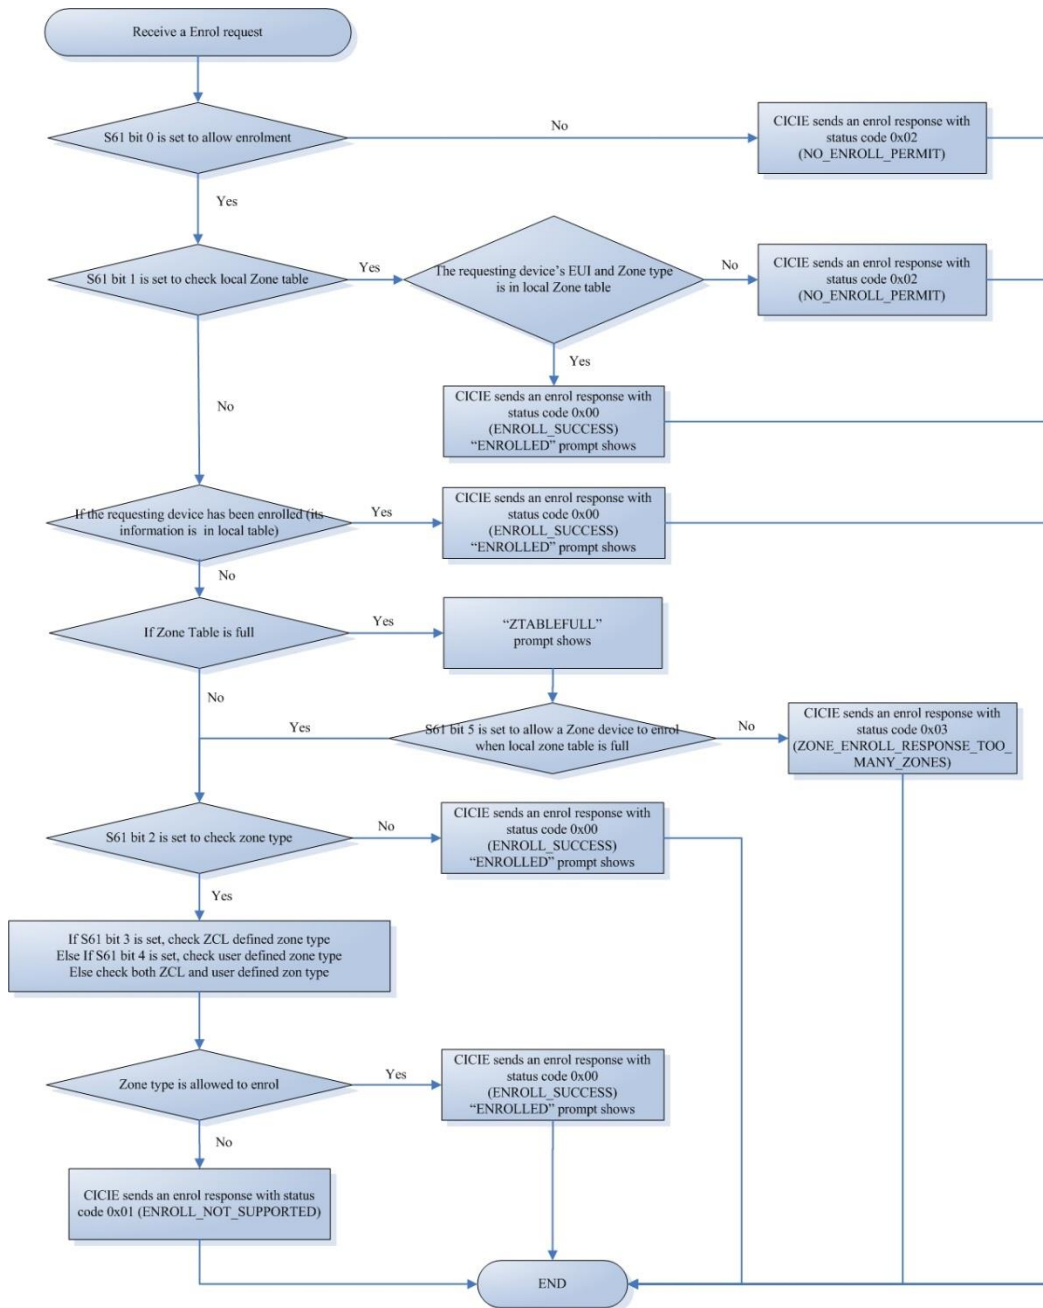 Receive a Enrol request
S61 bit 0 is set to allow enrolment
No
CICIE sends an enrol response with
status code 0x02
(NO_ENROLL_PERMIT)
Yes
S61 bit 1 is set to check local Zone table
Yes
The requesting device's EUI and Zone type
is in local Zone table
No
CICIE sends an enrol response with
status code 0x02
(NO_ENROLL_PERMIT)
Yes
No
CICIE sends an enrol response with
status code 0x00
(ENROLL_SUCCESS)
“ENROLLED” prompt shows
If the requesting device has been enrolled (its
information is in local table)
Yes
CICIE sends an enrol response with
status code 0x00
(ENROLL_SUCCESS)
“ENROLLED” prompt shows
No
If Zone Table is full
Yes
“ZTABLEFULL”
prompt shows
No
Yes
S61 bit 5 is set to allow a Zone device to enrol
when local zone table is full
No
CICIE sends an enrol response with
status code 0x03
(ZONE_ENROLL_RESPONSE_TOO_
MANY_ZONES)
S61 bit 2 is set to check zone type
No
CICIE sends an enrol response with
status code 0x00
(ENROLL_SUCCESS)
“ENROLLED” prompt shows
Yes
If S61 bit 3 is set, check ZCL defined zone type
Else If S61 bit 4 is set, check user defined zone type
Else check both ZCL and user defined zon type
Zone type is allowed to enrol
Yes
CICIE sends an enrol response with
status code 0x00
(ENROLL_SUCCESS)
“ENROLLED” prompt shows
No
CICIE sends an enrol response with status
code 0x01 (ENROLL_NOT_SUPPORTED)
END